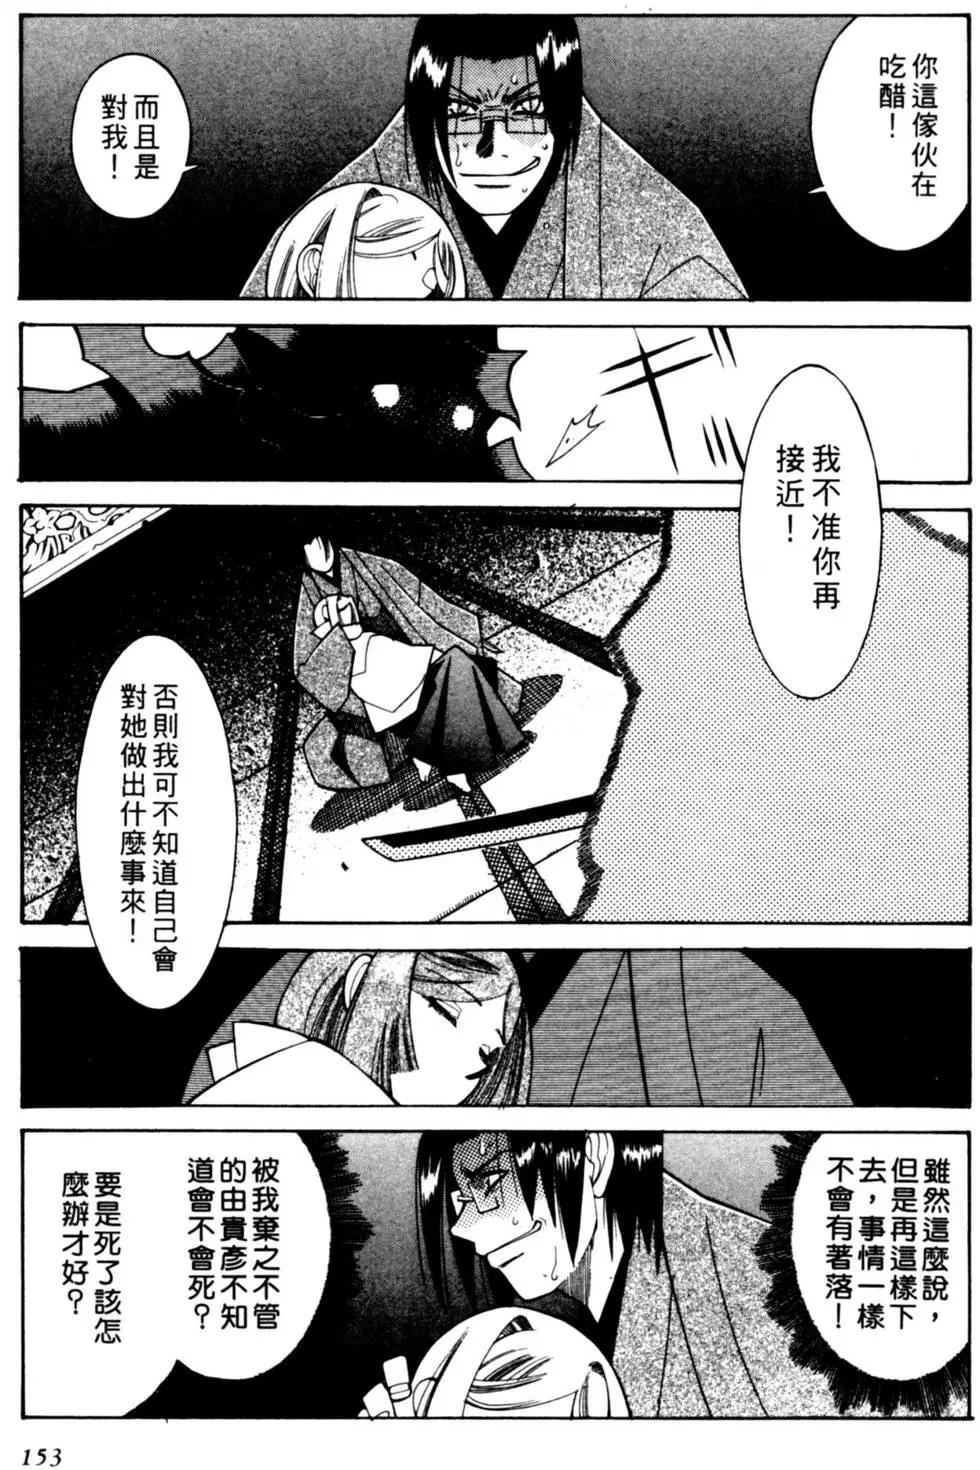 你這傢伙在
吃醋！
而且是
對我！
我不准你再
接近！
否則我可不知道自己會
對她做出什麼事來！
雖然這麼說，
但是再這樣下
去，事情一樣
不會有著落！
被我棄之不管
的由貴彥不知
道會不會死？
要是死了該怎
麼辦才好？
153